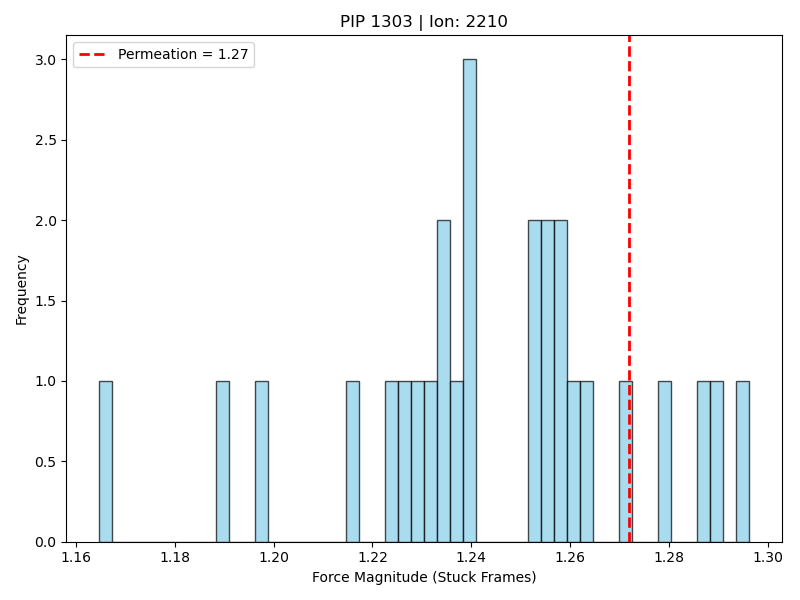 PIP 1303 | Ion: 2210
Permeation = 1.27
Frequency
3.0
2.5
2.0
1.5
1.0
0.5
0.0
1.16 1.18 1.20 1.22 1.24 1.26 1.28 1.30
Force Magnitude (Stuck Frames)